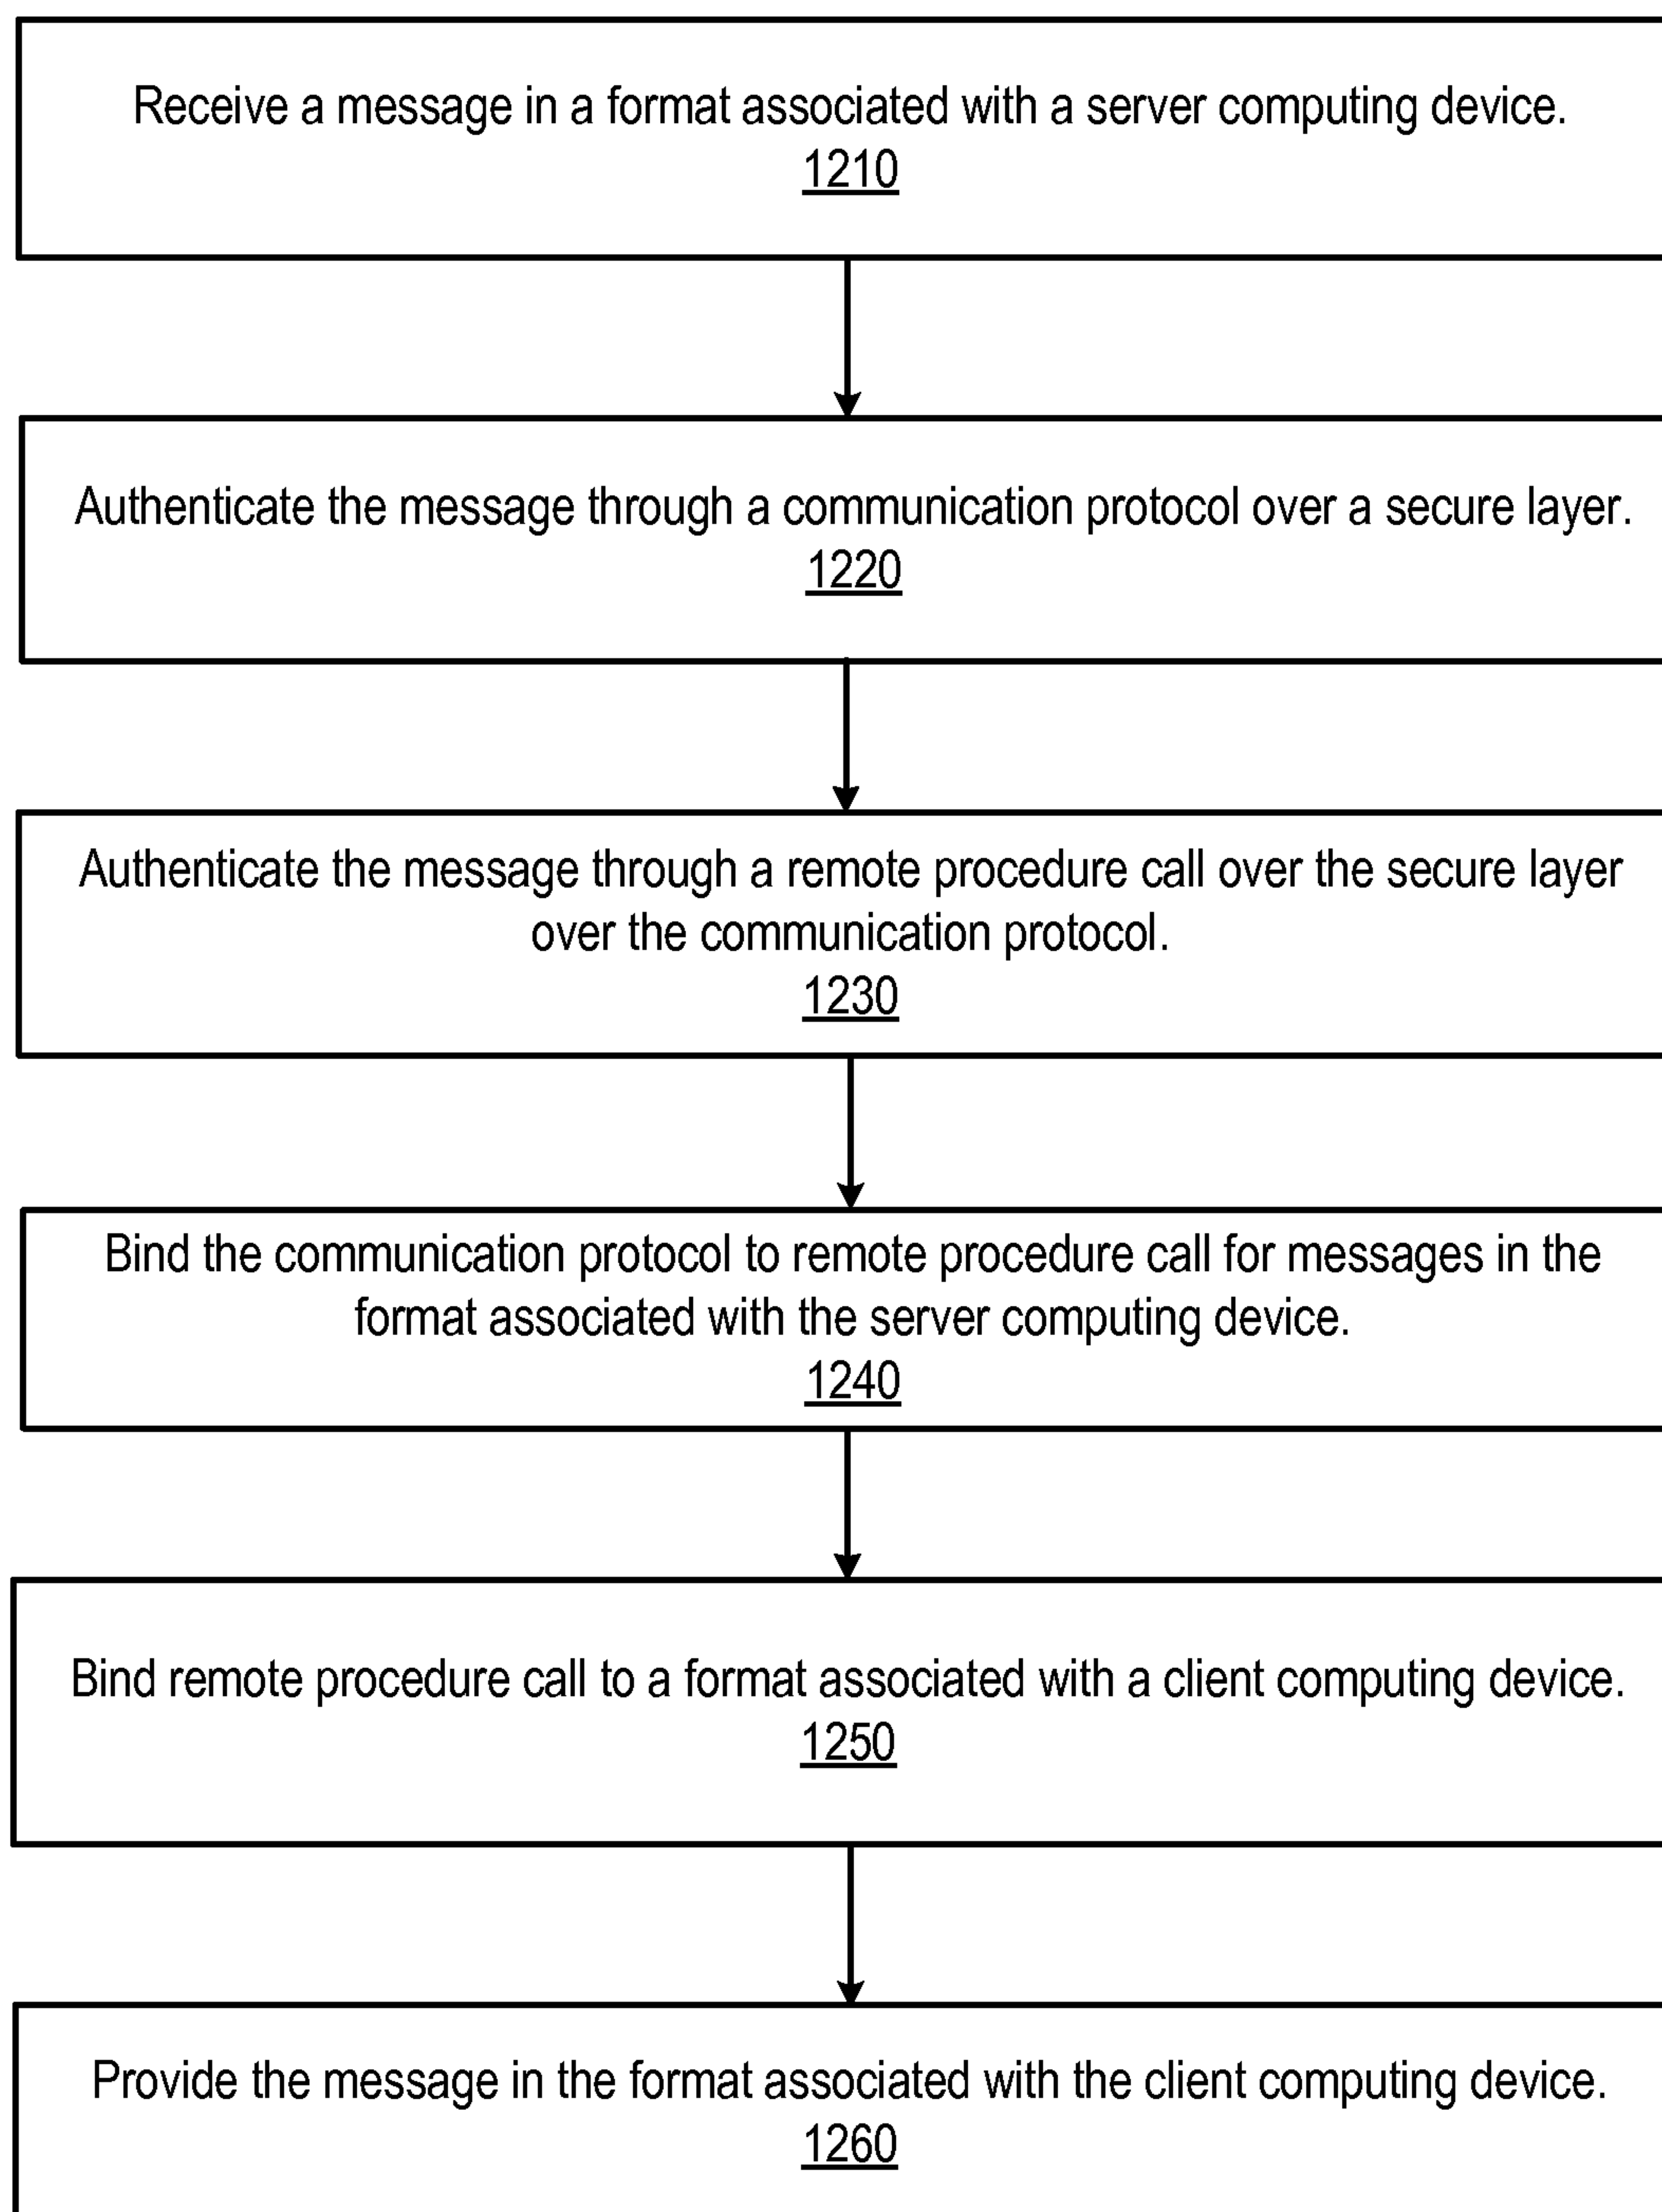 Receive a message in a format associated with a server computing device.
1210
Authenticate the message through a communication protocol over a secure layer.
1220
Authenticate the message through a remote procedure call over the secure layer
over the communication protocol.
1230
Bind the communication protocol to remote procedure call for messages in the
format associated with the server computing device.
1240
Bind remote procedure call to a format associated with a client computing device.
1250
Provide the message in the format associated with the client computing device.
1260